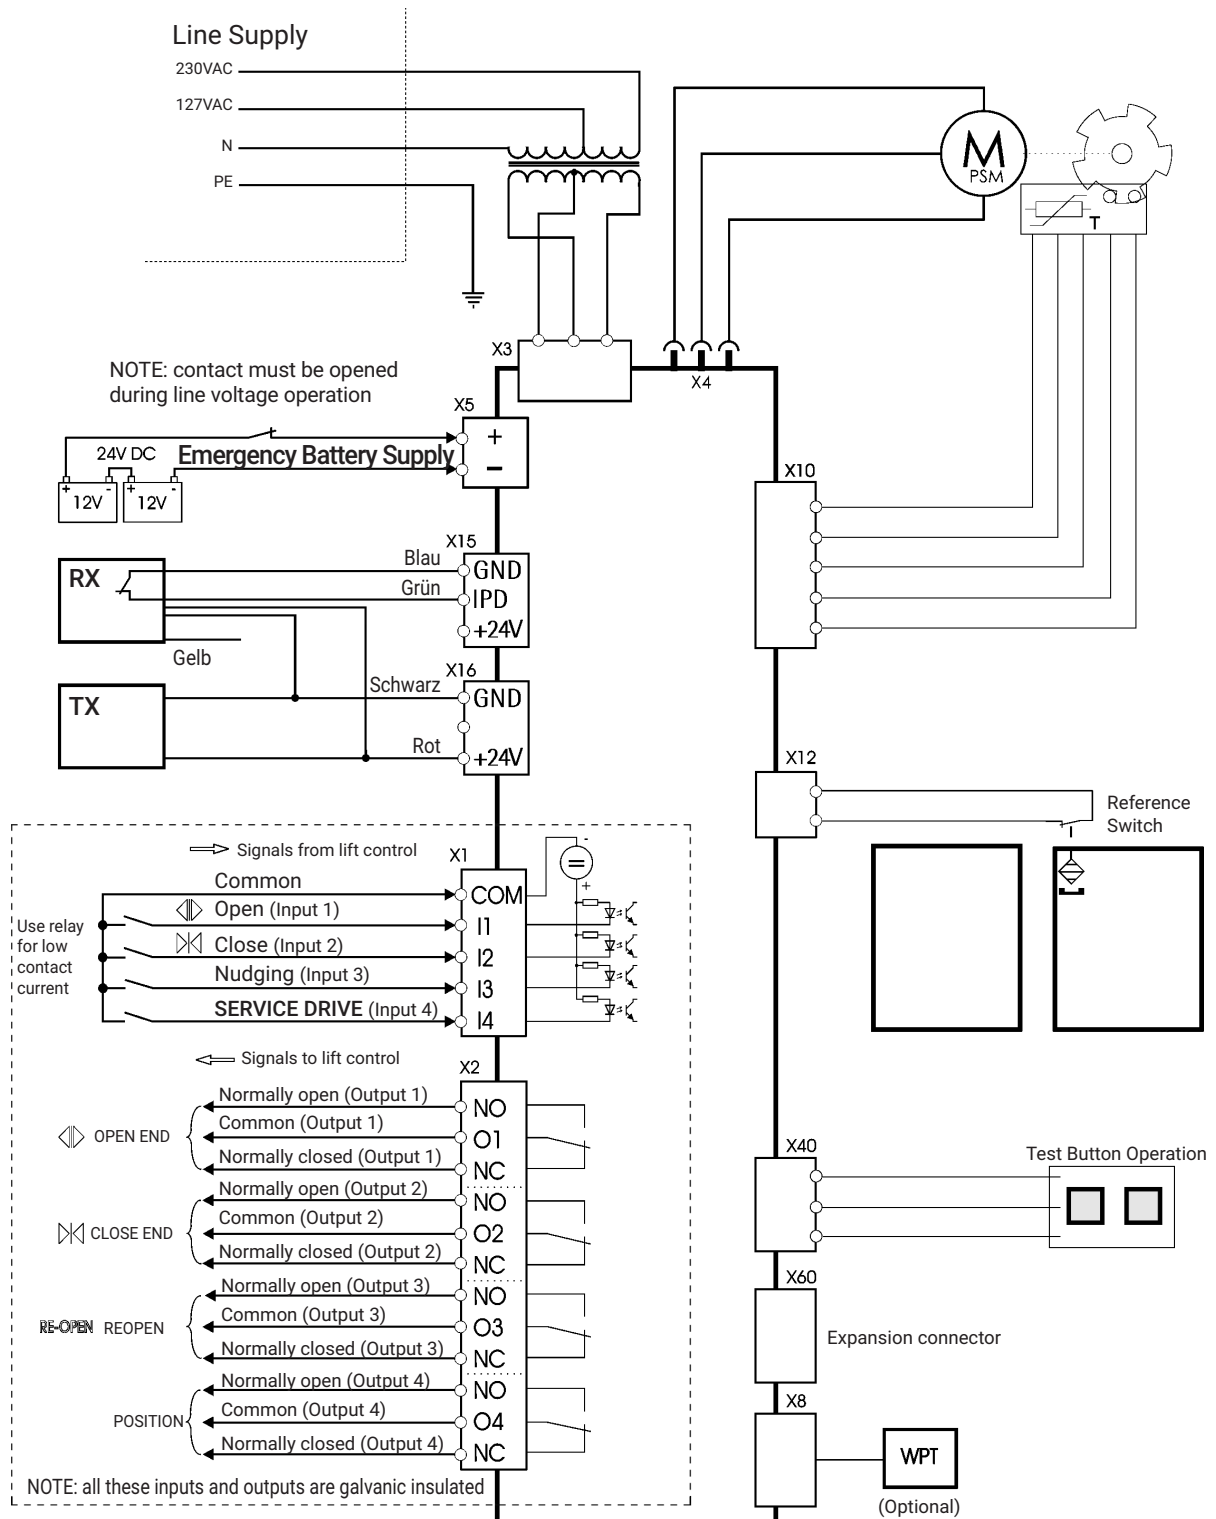 Line Supply
230VAC
127VAC
N
PE
M
PSM
T
X3
X4
NOTE: contact must be opened
during line voltage operation
X5
+
−
24V DC
Emergency Battery Supply
+ - + -
12V 12V
X10
X15
RX
Blau
GND
Grün
IPD
+24V
Gelb
X16
TX
Schwarz
GND
Rot
+24V
X12
Reference
Switch
Signals from lift control
X1
-
=
+
Common
COM
Open (Input 1)
I1
Close (Input 2)
I2
Nudging (Input 3)
I3
SERVICE DRIVE (Input 4)
I4
Use relay
for low
contact
current
Signals to lift control
X2
Normally open (Output 1)
NO
OPEN END
Common (Output 1)
O1
Normally closed (Output 1)
NC
Normally open (Output 2)
NO
CLOSE END
Common (Output 2)
O2
Normally closed (Output 2)
NC
Normally open (Output 3)
NO
RE-OPEN REOPEN
Common (Output 3)
O3
Normally closed (Output 3)
NC
Normally open (Output 4)
NO
POSITION
Common (Output 4)
O4
Normally closed (Output 4)
NC
NOTE: all these inputs and outputs are galvanic insulated
X40
Test Button Operation
X60
Expansion connector
X8
WPT
(Optional)